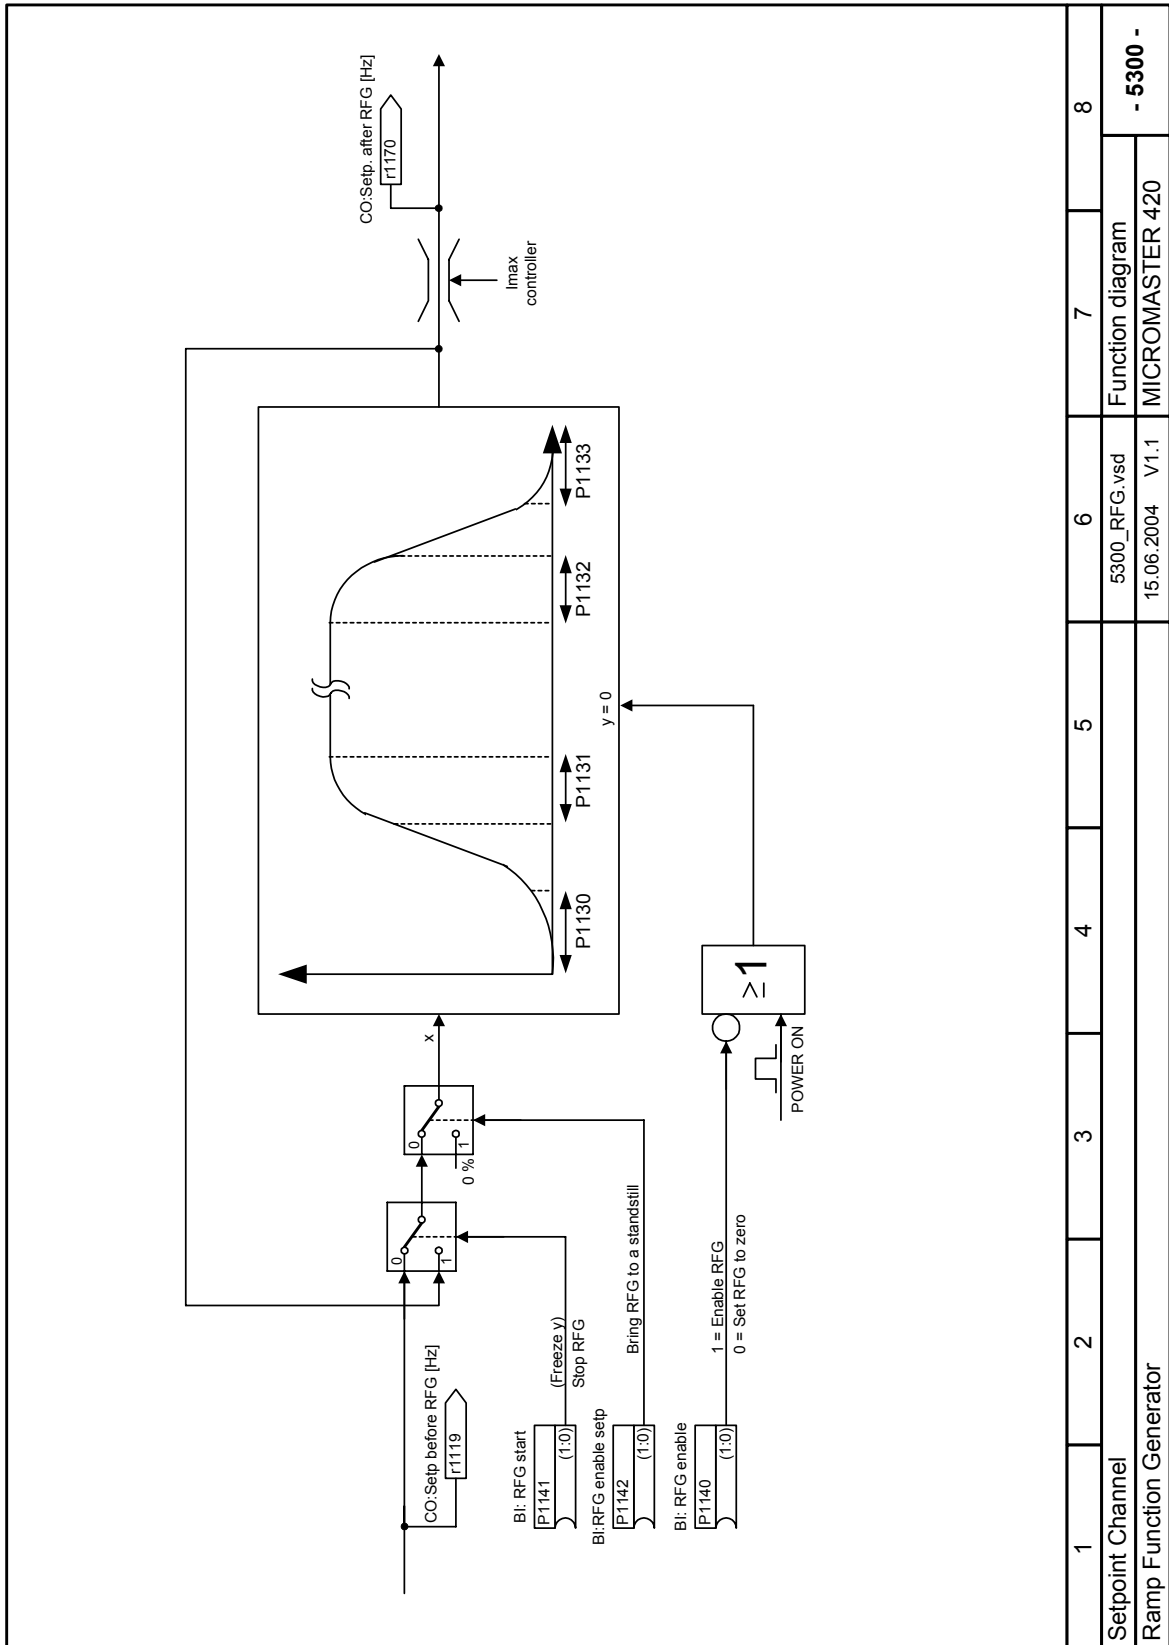 CO:Setp before RFG [Hz]
r1119
BI: RFG start
P1141
(1:0)
(Freeze y)
Stop RFG
BI:RFG enable setp
P1142
(1:0)
Bring RFG to a standstill
BI: RFG enable
P1140
(1:0)
1 = Enable RFG
0 = Set RFG to zero
0
1
0
1
0 %
x
POWER ON
≥1
y = 0
P1130
P1131
P1132
P1133
Imax
controller
CO:Setp. after RFG [Hz]
r1170
1 2 3 4 5 6 7 8
Setpoint Channel
5300_RFG.vsd
Function diagram
- 5300 -
Ramp Function Generator
15.06.2004 V1.1
MICROMASTER 420